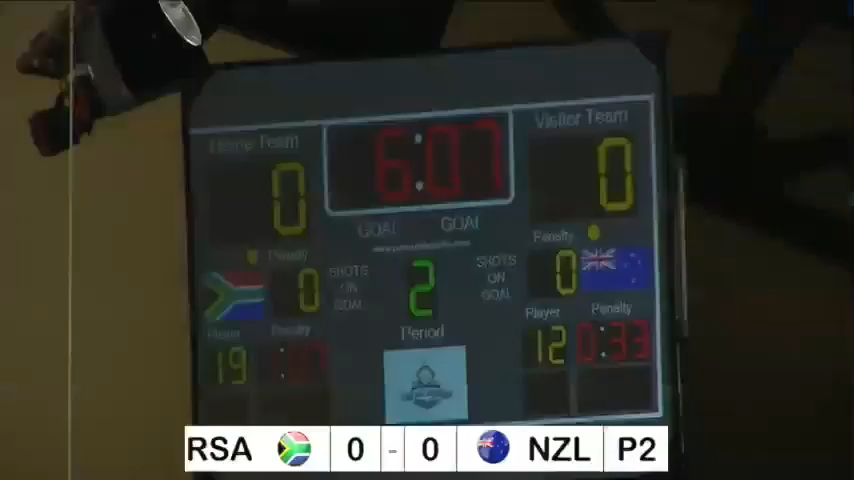 Home Team
6:07
Visitor Team
0
0
GOAL GOAL
Penalty
Penalty
0
SHOTS
ON
GOAL
2
SHOTS
ON
GOAL
0
Period
Player Penalty
Player Penalty
19
12 0:33
RSA 0 - 0 NZL P2